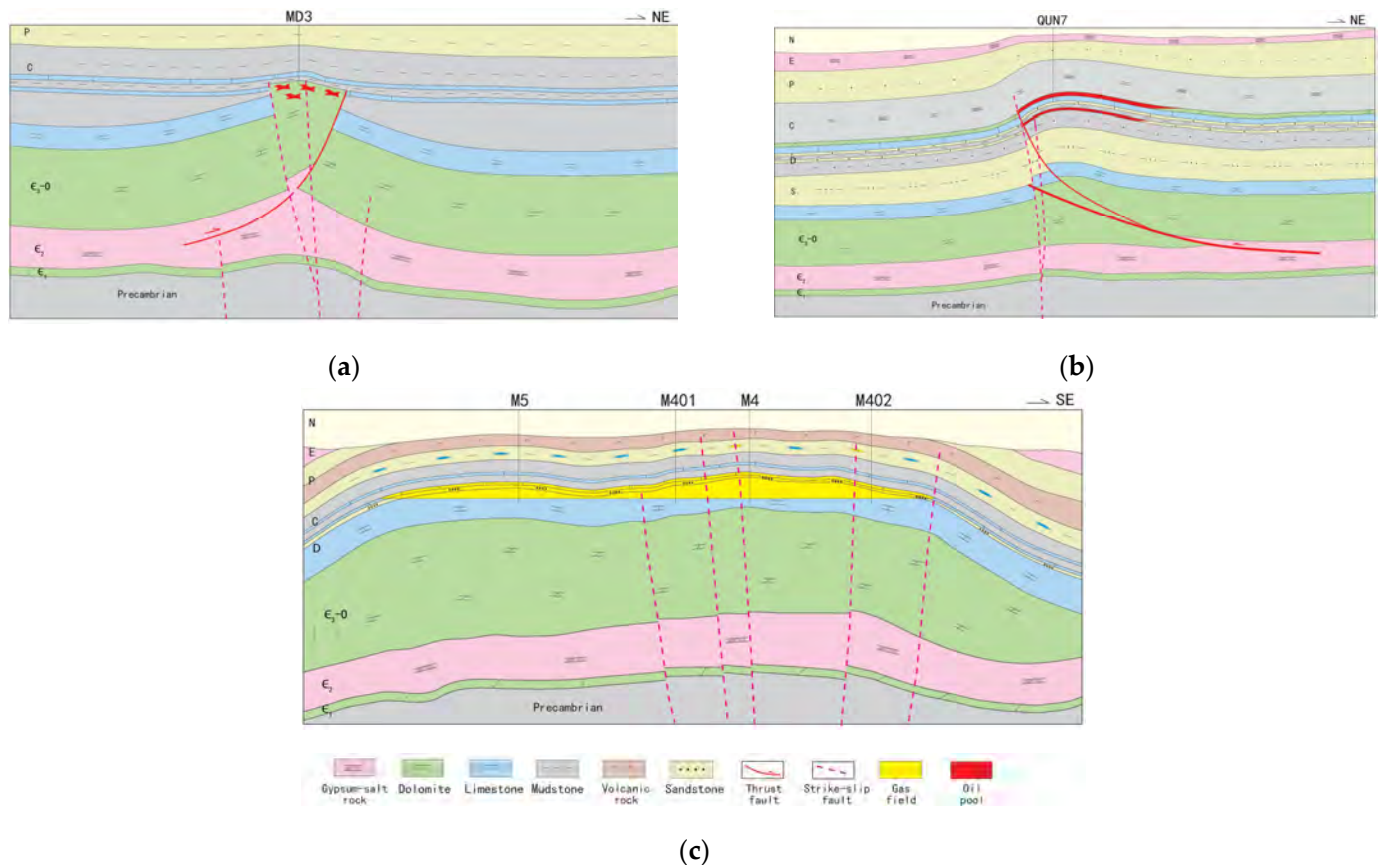 MD3 NE
P
C
Є₃-O
Є₂
Є₁
Precambrian
(a)
QUN7 NE
N
E
P
C
D
S
Є₃-O
Є₂
Є₁
Precambrian
(b)
M5 M401 M4 M402 SE
N
E
P
C
D
Є₃-O
Є₂
Є₁
Precambrian
Gypsum-salt rock
Dolomite
Limestone
Mudstone
Volcanic rock
Sandstone
Thrust fault
Strike-slip fault
Gas field
Oil pool
(c)